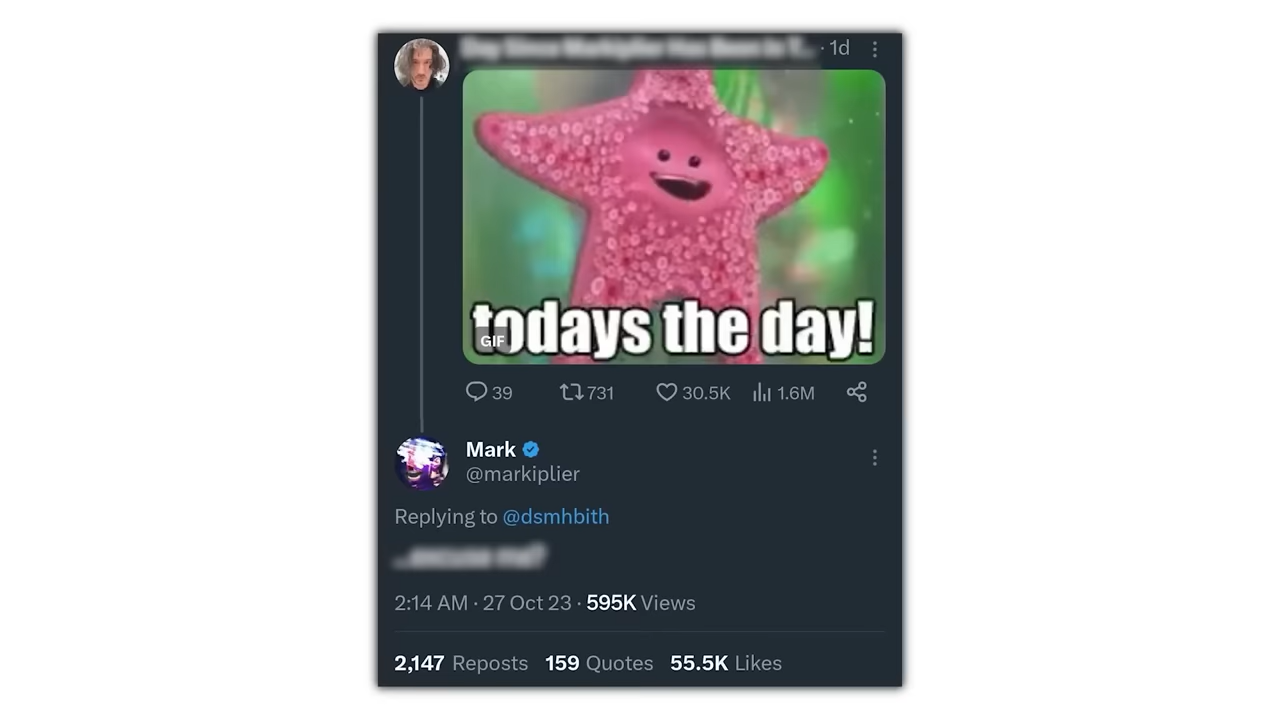 · 1d
todays the day!
GIF
39 731 30.5K 1.6M
Mark
@markiplier
Replying to @dsmhbith
2:14 AM · 27 Oct 23 · 595K Views
2,147 Reposts 159 Quotes 55.5K Likes